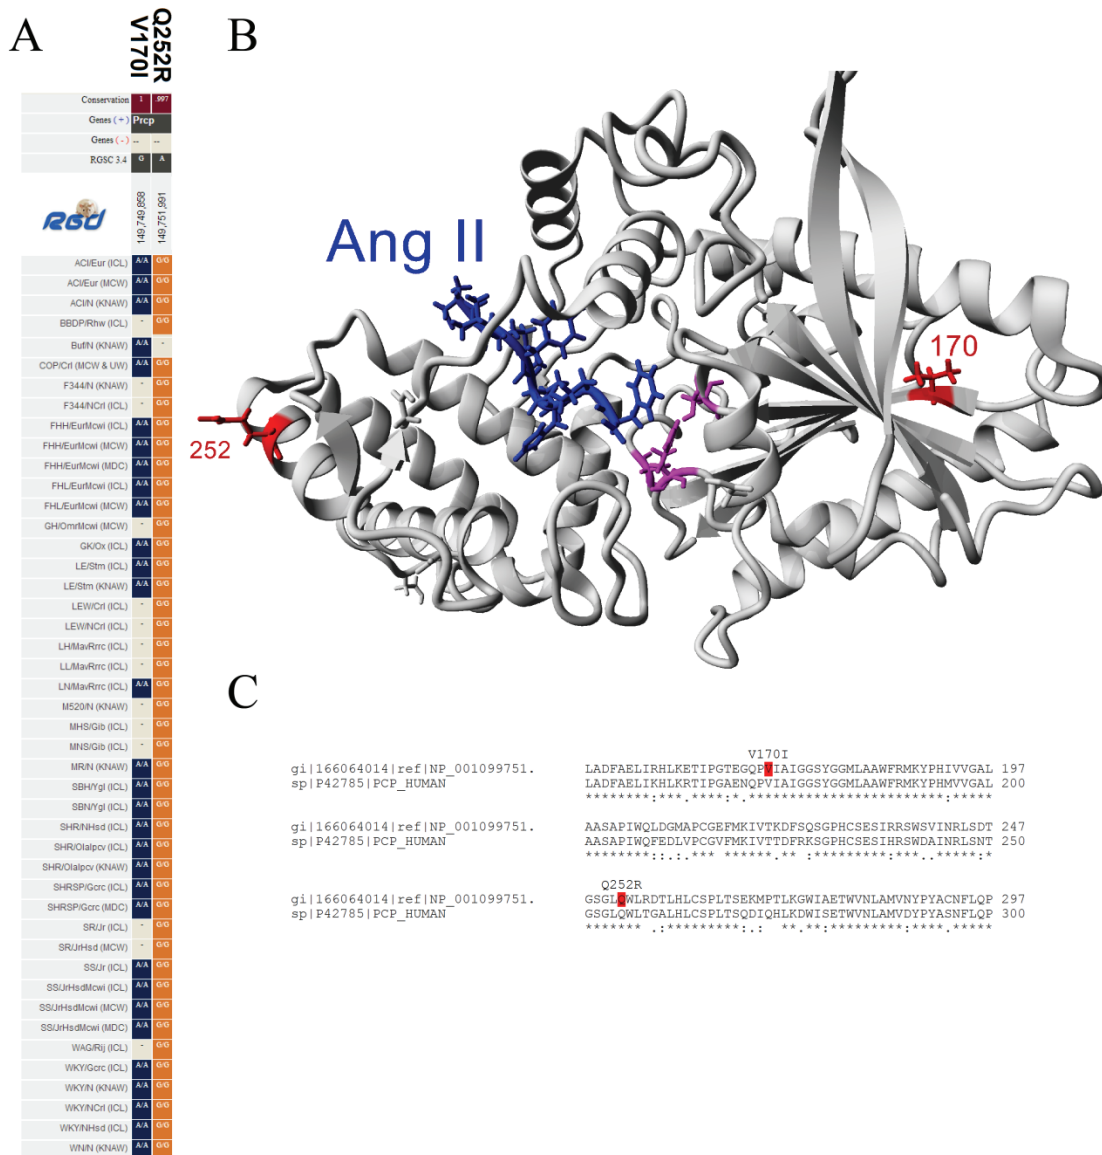 A
V170I Q252R
Conservation 1 .997
Genes (+) Prcp
Genes (-) -- --
RGSC 3.4 G A
RGD
149,749,858 149,751,991
ACI/Eur (ICL) A/A G/G
ACI/Eur (MCW) A/A G/G
ACI/N (KNAW) A/A G/G
BBDP/Rhw (ICL) - G/G
Buf/N (KNAW) A/A -
COP/Crl (MCW & UW) A/A G/G
F344/N (KNAW) - G/G
F344/NCrl (ICL) - G/G
FHH/EurMcwi (ICL) A/A G/G
FHH/EurMcwi (MCW) A/A G/G
FHH/EurMcwi (MDC) A/A G/G
FHL/EurMcwi (ICL) A/A G/G
FHL/EurMcwi (MCW) A/A G/G
GH/OmrMcwi (MCW) - G/G
GK/Ox (ICL) A/A G/G
LE/Stm (ICL) A/A G/G
LE/Stm (KNAW) A/A G/G
LEW/Crl (ICL) - G/G
LEW/NCrl (ICL) - G/G
LH/MavRrrc (ICL) - G/G
LL/MavRrrc (ICL) - G/G
LN/MavRrrc (ICL) A/A G/G
M520/N (KNAW) - G/G
MHS/Gib (ICL) - G/G
MNS/Gib (ICL) - G/G
MR/N (KNAW) A/A G/G
SBH/Ygl (ICL) A/A G/G
SBN/Ygl (ICL) A/A G/G
SHR/NHsd (ICL) A/A G/G
SHR/OlaIpcv (ICL) A/A G/G
SHR/OlaIpcv (KNAW) A/A G/G
SHRSP/Gcrc (ICL) A/A G/G
SHRSP/Gcrc (MDC) A/A G/G
SR/Jr (ICL) - G/G
SR/JrHsd (MCW) - G/G
SS/Jr (ICL) A/A G/G
SS/JrHsdMcwi (ICL) A/A G/G
SS/JrHsdMcwi (MCW) A/A G/G
SS/JrHsdMcwi (MDC) A/A G/G
WAG/Rij (ICL) - G/G
WKY/Gcrc (ICL) A/A G/G
WKY/N (KNAW) A/A G/G
WKY/NCrl (ICL) A/A G/G
WKY/NHsd (ICL) A/A G/G
WN/N (KNAW) A/A G/G
B
Ang II
170
252
C
V170I
gi|166064014|ref|NP_001099751. LADFAELIRHLKETIPGTEGQPVIAIGGSYGGMLAAWFRMKYPHIVVGAL 197
sp|P42785|PCP_HUMAN LADFAELIKHLKRTIPGAENQPVIAIGGSYGGMLAAWFRMKYPHMVVGAL 200
********:***.****:*.************************:*****
gi|166064014|ref|NP_001099751. AASAPIWQLDGMAPCGEFMKIVTKDFSQSGPHCSESIRRSWSVINRLSDT 247
sp|P42785|PCP_HUMAN AASAPIWQFEDLVPCGVFMKIVTTDFRKSGPHCSESIHRSWDAINRLSNT 250
********::.:.*** ******.** :*********:***..*****:*
Q252R
gi|166064014|ref|NP_001099751. GSGLQWLRDTLHLCSPLTSEKMPTLKGWIAETWVNLAMVNYPYACNFLQP 297
sp|P42785|PCP_HUMAN GSGLQWLTGALHLCSPLTSQDIQHLKDWISETWVNLAMVDYPYASNFLQP 300
******* .:*********:.: **.**:*********:****.*****